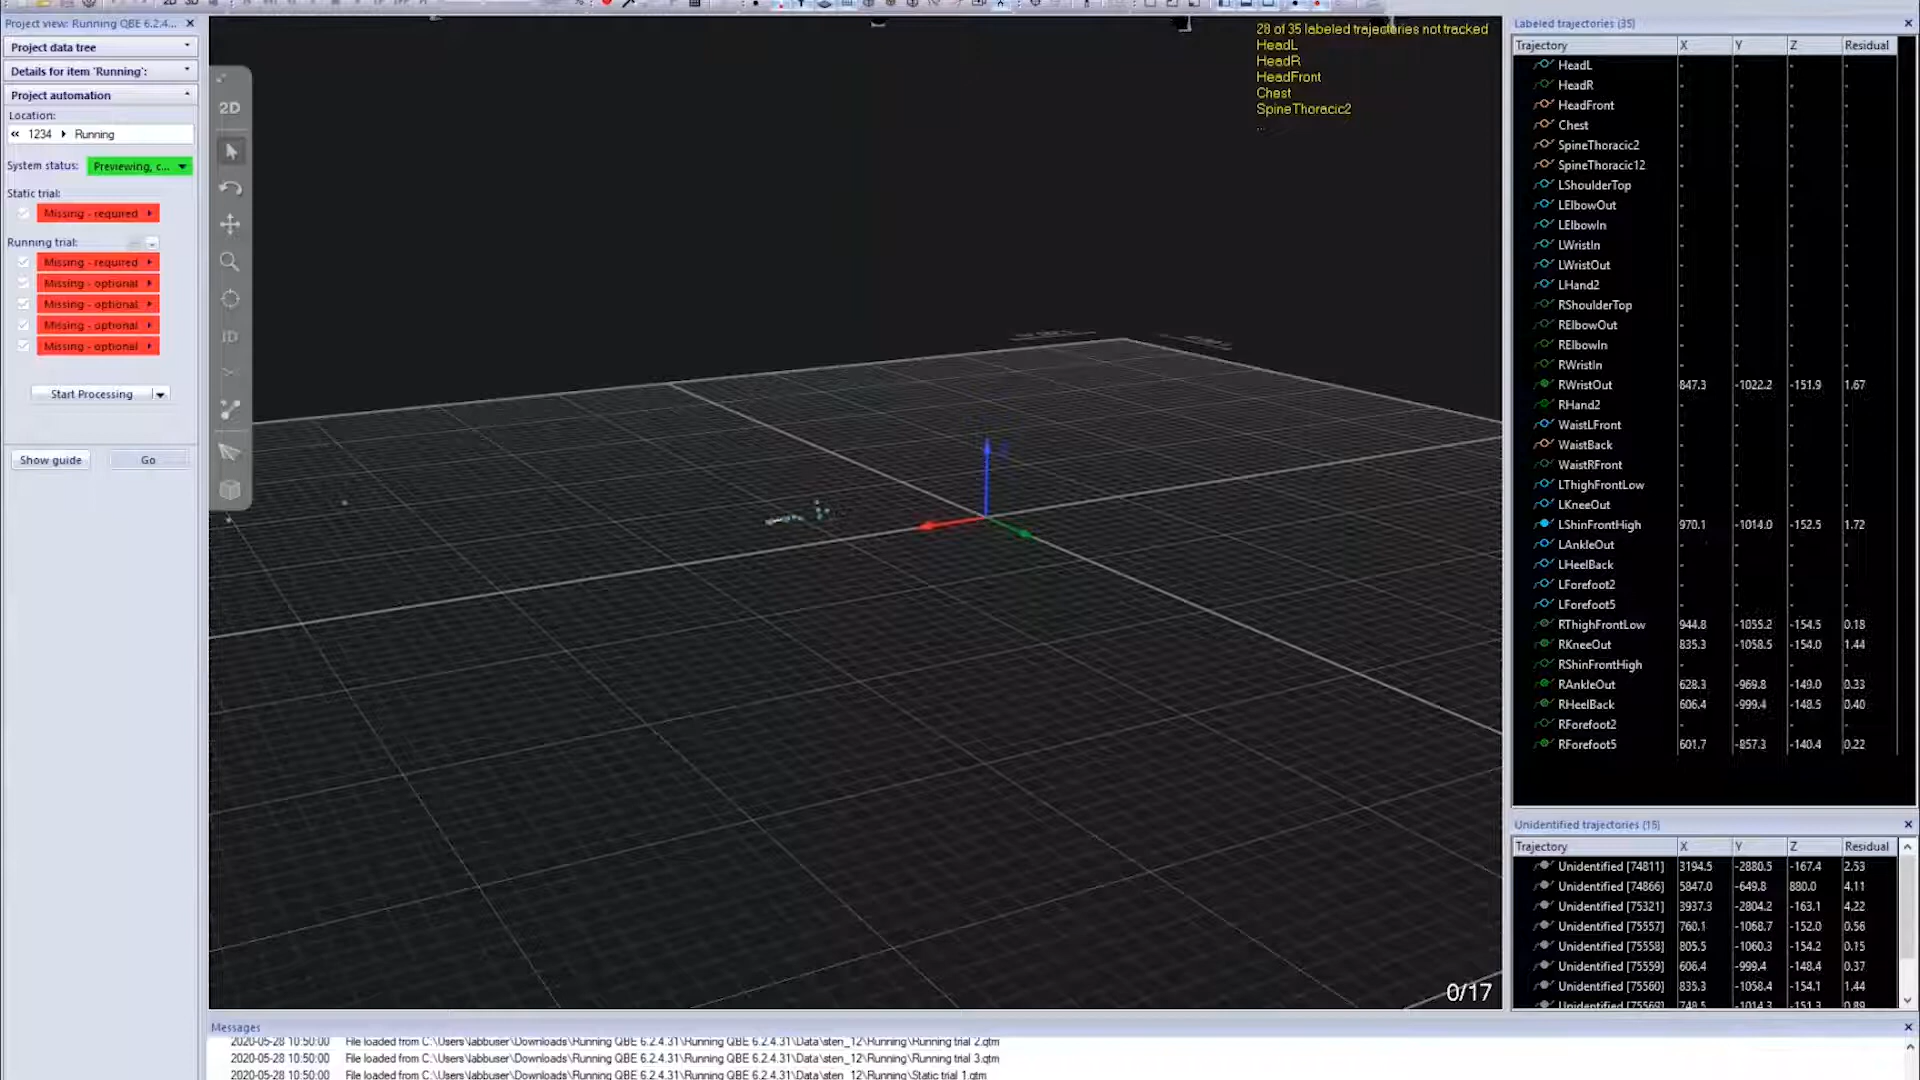 Project view: Running QBE 6.2.4...
Project data tree
Details for item 'Running':
Project automation
Location:
« 1234 Running
System status: Previewing, c...
Static trial:
Missing - required
Running trial:
Missing - required
Missing - optional
Missing - optional
Missing - optional
Missing - optional
Start Processing
Show guide Go
2D
ID
28 of 35 labeled trajectories not tracked
HeadL
HeadR
HeadFront
Chest
SpineThoracic2
...
0/17
Labeled trajectories (35)
Trajectory X Y Z Residual
HeadL - - - -
HeadR - - - -
HeadFront - - - -
Chest - - - -
SpineThoracic2 - - - -
SpineThoracic12 - - - -
LShoulderTop - - - -
LElbowOut - - - -
LElbowIn - - - -
LWristIn - - - -
LWristOut - - - -
LHand2 - - - -
RShoulderTop - - - -
RElbowOut - - - -
RElbowIn - - - -
RWristIn - - - -
RWristOut 847.3 -1022.2 -151.9 1.67
RHand2 - - - -
WaistLFront - - - -
WaistBack - - - -
WaistRFront - - - -
LThighFrontLow - - - -
LKneeOut - - - -
LShinFrontHigh 970.1 -1014.0 -152.5 1.72
LAnkleOut - - - -
LHeelBack - - - -
LForefoot2 - - - -
LForefoot5 - - - -
RThighFrontLow 944.8 -1055.2 -154.5 0.18
RKneeOut 835.3 -1058.5 -154.0 1.44
RShinFrontHigh - - - -
RAnkleOut 628.3 -969.8 -149.0 0.33
RHeelBack 606.4 -999.4 -148.5 0.40
RForefoot2 - - - -
RForefoot5 601.7 -857.3 -140.4 0.22
Unidentified trajectories (15)
Trajectory X Y Z Residual
Unidentified [74811] 3194.5 -2880.5 -167.4 2.53
Unidentified [74866] 5847.0 -649.8 880.0 4.11
Unidentified [75321] 3937.3 -2804.2 -163.1 4.22
Unidentified [75557] 760.1 -1068.7 -152.0 0.56
Unidentified [75558] 805.5 -1060.3 -154.2 0.15
Unidentified [75559] 606.4 -999.4 -148.4 0.37
Unidentified [75560] 835.3 -1058.4 -154.1 1.44
Unidentified [75569] 748.5 -1014.3 -151.3 0.89
Messages
2020-05-28 10:50:00 File loaded from C:\Users\labbuser\Downloads\Running QBE 6.2.4.31\Running QBE 6.2.4.31\Data\sten_12\Running\Running trial 2.qtm
2020-05-28 10:50:00 File loaded from C:\Users\labbuser\Downloads\Running QBE 6.2.4.31\Running QBE 6.2.4.31\Data\sten_12\Running\Running trial 3.qtm
2020-05-28 10:50:00 File loaded from C:\Users\labbuser\Downloads\Running QBE 6.2.4.31\Running QBE 6.2.4.31\Data\sten_12\Running\Static trial 1.qtm